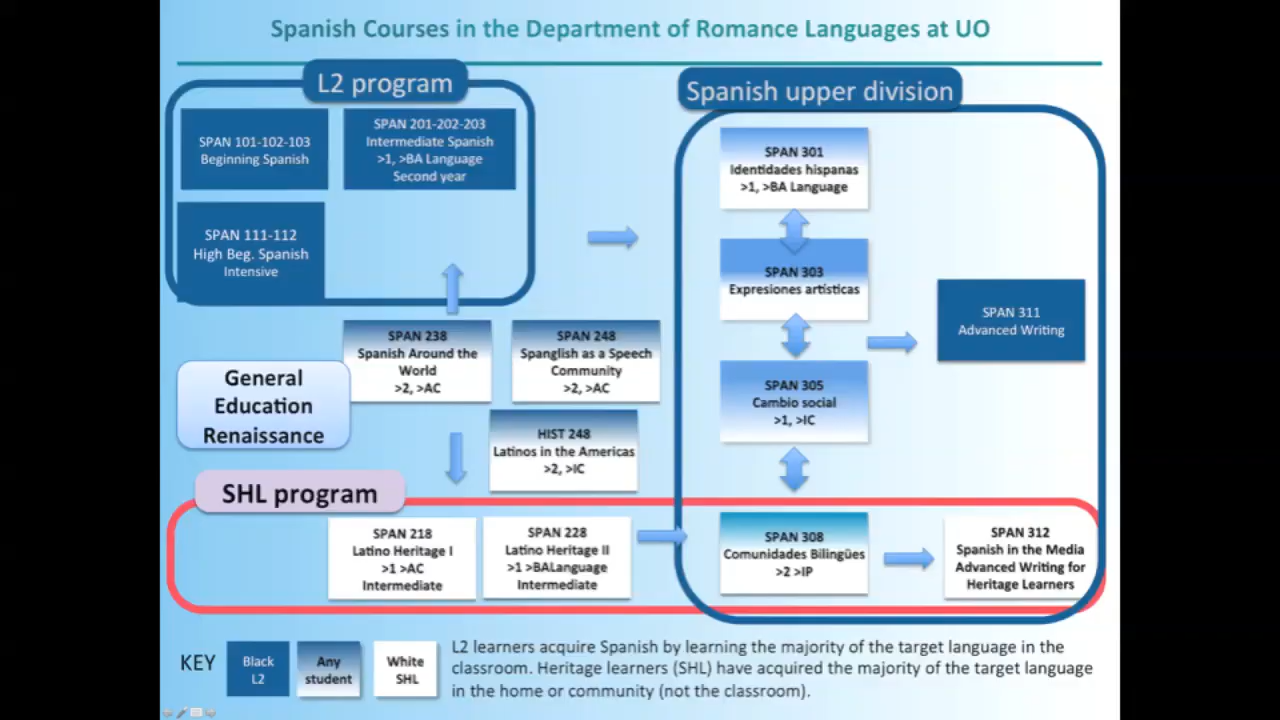 Spanish Courses in the Department of Romance Languages at UO
L2 program
SPAN 101-102-103
Beginning Spanish
SPAN 201-202-203
Intermediate Spanish
>1, >BA Language
Second year
SPAN 111-112
High Beg. Spanish
Intensive
Spanish upper division
SPAN 301
Identidades hispanas
>1, >BA Language
SPAN 303
Expresiones artísticas
SPAN 305
Cambio social
>1, >IC
SPAN 311
Advanced Writing
General
Education
Renaissance
SPAN 238
Spanish Around the
World
>2, >AC
SPAN 248
Spanglish as a Speech
Community
>2, >AC
HIST 248
Latinos in the Americas
>2, >IC
SHL program
SPAN 218
Latino Heritage I
>1 >AC
Intermediate
SPAN 228
Latino Heritage II
>1 >BALanguage
Intermediate
SPAN 308
Comunidades Bilingües
>2 >IP
SPAN 312
Spanish in the Media
Advanced Writing for
Heritage Learners
KEY
Black
L2
Any
student
White
SHL
L2 learners acquire Spanish by learning the majority of the target language in the
classroom. Heritage learners (SHL) have acquired the majority of the target language
in the home or community (not the classroom).